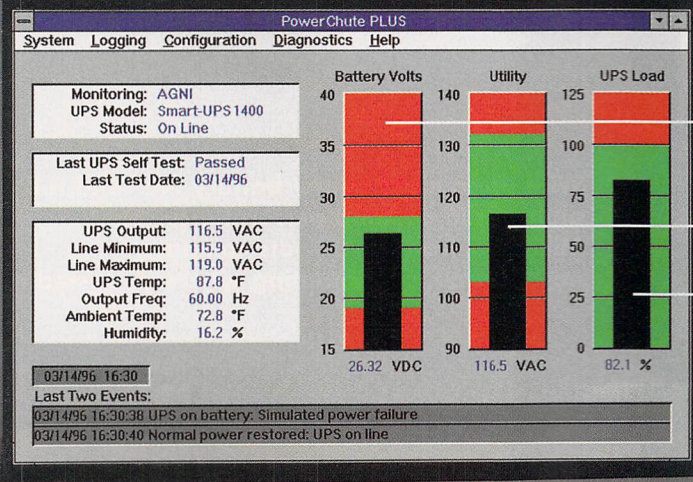 PowerChute PLUS
System Logging Configuration Diagnostics Help
Monitoring: AGNI
UPS Model: Smart-UPS 1400
Status: On Line
Last UPS Self Test: Passed
Last Test Date: 03/14/96
UPS Output: 116.5 VAC
Line Minimum: 115.9 VAC
Line Maximum: 119.0 VAC
UPS Temp: 87.8 °F
Output Freq: 60.00 Hz
Ambient Temp: 72.8 °F
Humidity: 16.2 %
Battery Volts
40
35
30
25
20
15
26.32 VDC
Utility
140
130
120
110
100
90
116.5 VAC
UPS Load
125
100
75
50
25
0
82.1 %
03/14/96 16:30
Last Two Events:
03/14/96 16:30:38 UPS on battery: Simulated power failure
03/14/96 16:30:40 Normal power restored: UPS on line